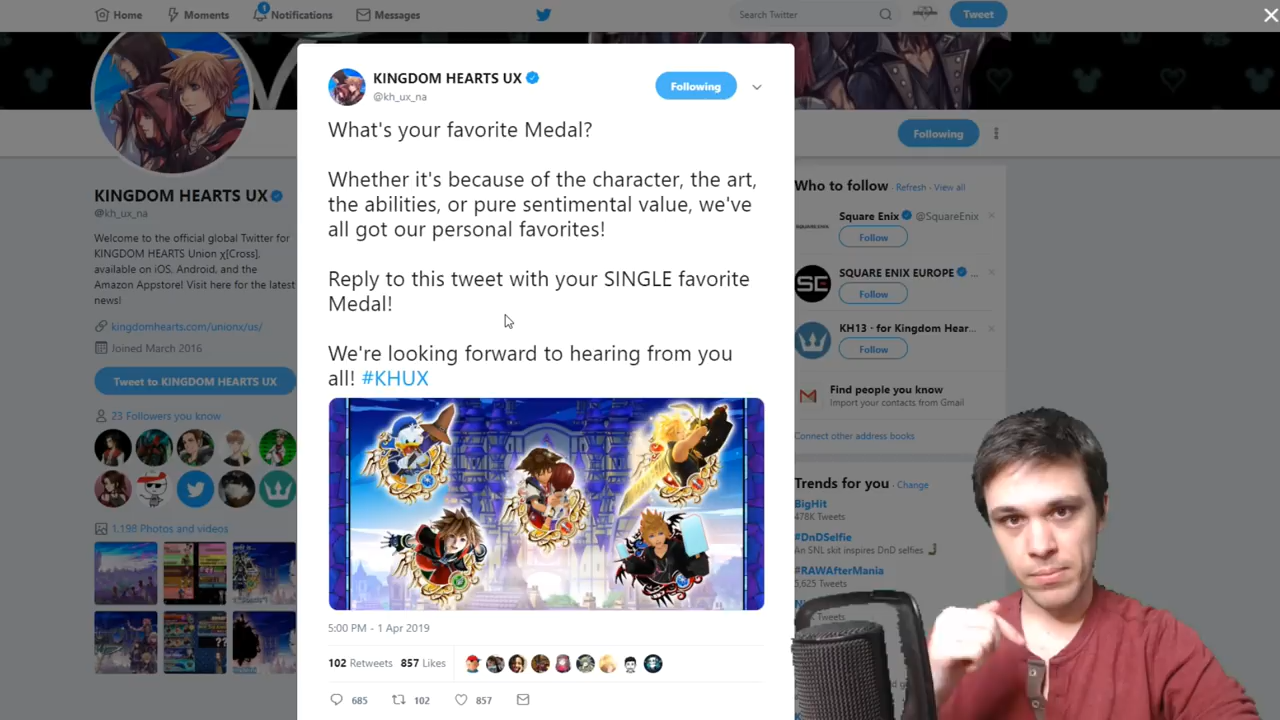 Home
Moments
1
Notifications
Messages
Search Twitter
Tweet
KINGDOM HEARTS UX
@kh_ux_na
Welcome to the official global Twitter for
KINGDOM HEARTS Union χ[Cross],
available on iOS, Android, and the
Amazon Appstore! Visit here for the latest
news!
kingdomhearts.com/unionx/us/
Joined March 2016
Tweet to KINGDOM HEARTS UX
23 Followers you know
1,198 Photos and videos
KINGDOM HEARTS UX
@kh_ux_na
Following
What's your favorite Medal?
Whether it's because of the character, the art,
the abilities, or pure sentimental value, we've
all got our personal favorites!
Reply to this tweet with your SINGLE favorite
Medal!
We're looking forward to hearing from you
all! #KHUX
5:00 PM - 1 Apr 2019
102 Retweets 857 Likes
685 102 857
Following
Who to follow
Refresh
View all
Square Enix @SquareEnix
Follow
SQUARE ENIX EUROPE ...
Follow
KH13 · for Kingdom Hear...
Follow
Find people you know
Import your contacts from Gmail
Connect other address books
Trends for you
Change
BigHit
478K Tweets
#DnDSelfie
An SNL skit inspires DnD selfies
#RAWAfterMania
5,625 Tweets
Tweets